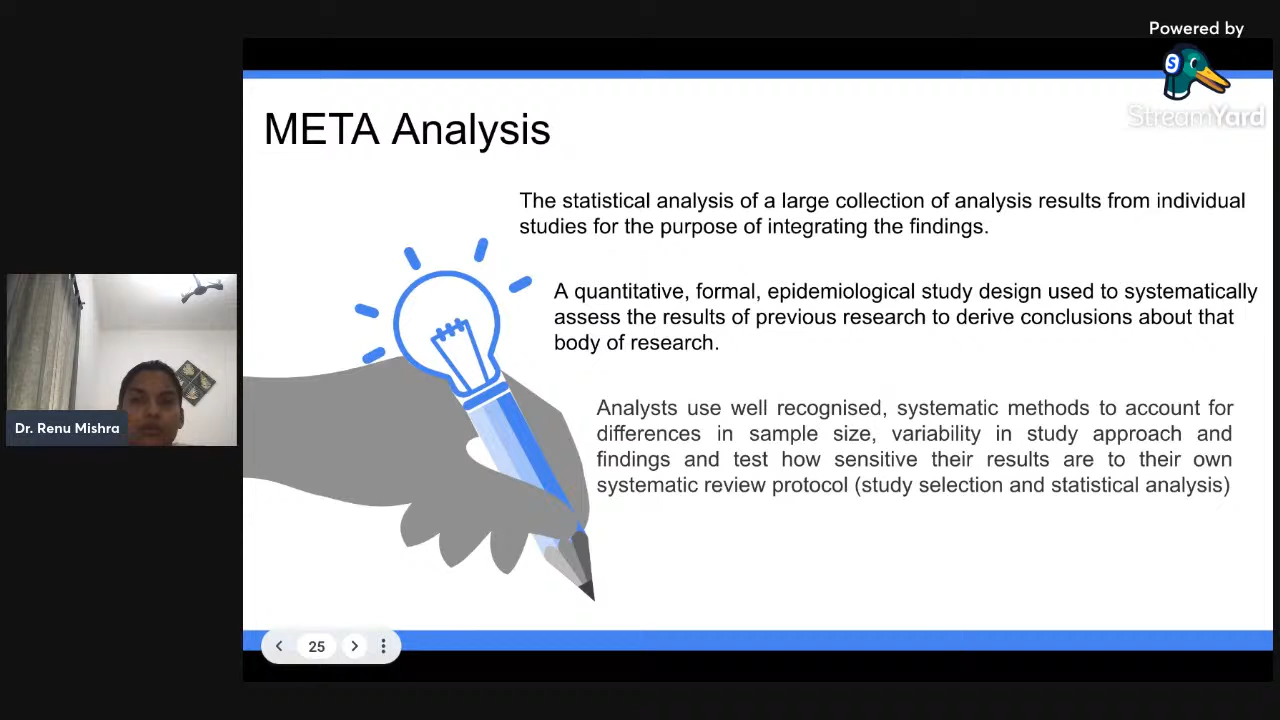 Powered by
S
StreamYard
META Analysis
The statistical analysis of a large collection of analysis results from individual
studies for the purpose of integrating the findings.
A quantitative, formal, epidemiological study design used to systematically
assess the results of previous research to derive conclusions about that
body of research.
Analysts use well recognised, systematic methods to account for
differences in sample size, variability in study approach and
findings and test how sensitive their results are to their own
systematic review protocol (study selection and statistical analysis)
Dr. Renu Mishra
25